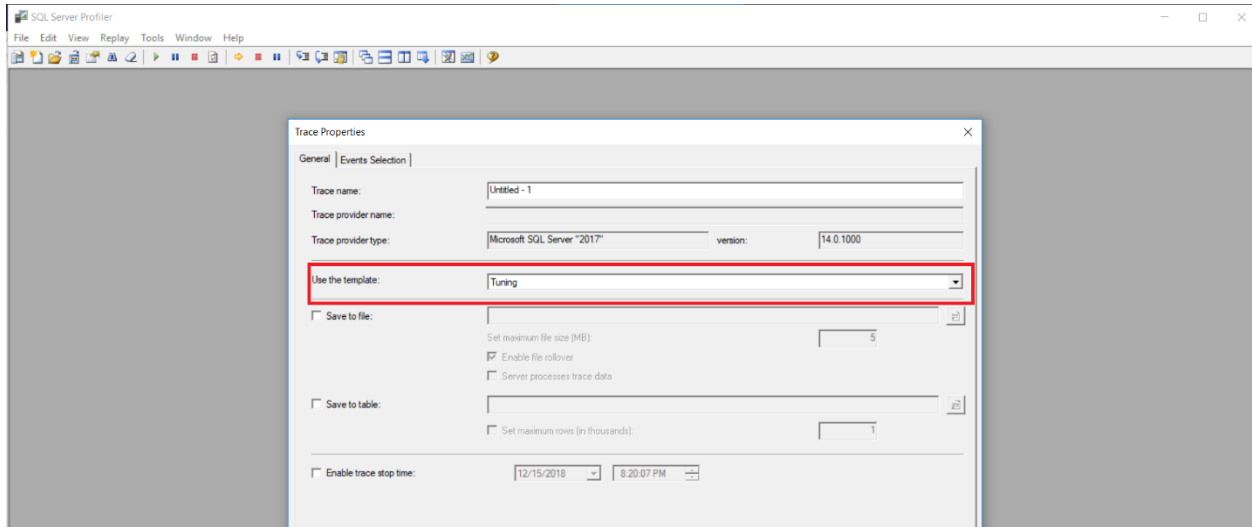 SQL Server Profiler
File Edit View Replay Tools Window Help
Trace Properties
General Events Selection
Trace name: Untitled - 1
Trace provider name:
Trace provider type: Microsoft SQL Server "2017" version: 14.0.1000
Use the template: Tuning
Save to file:
Set maximum file size (MB): 5
Enable file rollover
Server processes trace data
Save to table:
Set maximum rows (in thousands): 1
Enable trace stop time: 12/15/2018 8:20:07 PM